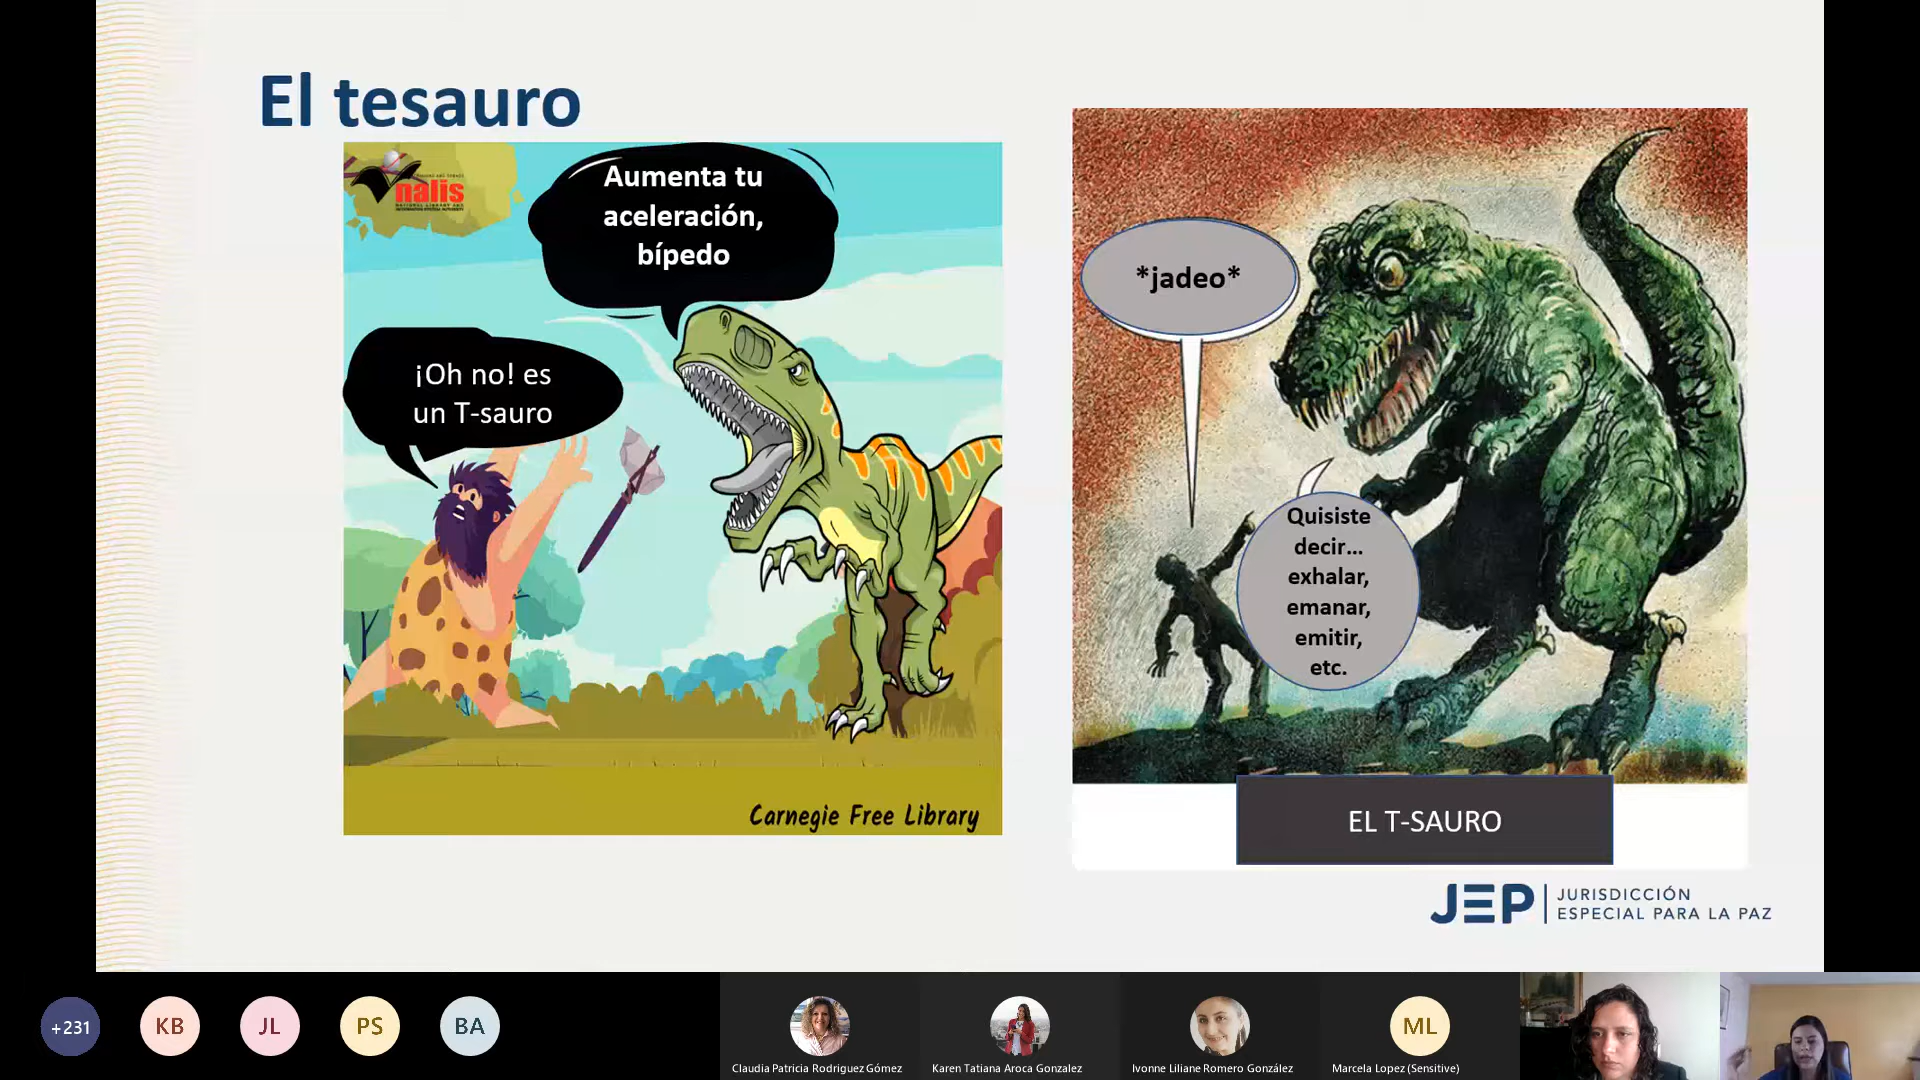 El tesauro
nalis
Aumenta tu
aceleración,
bípedo
¡Oh no! es
un T-sauro
Carnegie Free Library
*jadeo*
Quisiste
decir...
exhalar,
emanar,
emitir,
etc.
EL T-SAURO
JEP
JURISDICCIÓN
ESPECIAL PARA LA PAZ
+231
KB
JL
PS
BA
ML
Claudia Patricia Rodriguez Gómez
Karen Tatiana Aroca Gonzalez
Ivonne Liliane Romero González
Marcela Lopez (Sensitive)